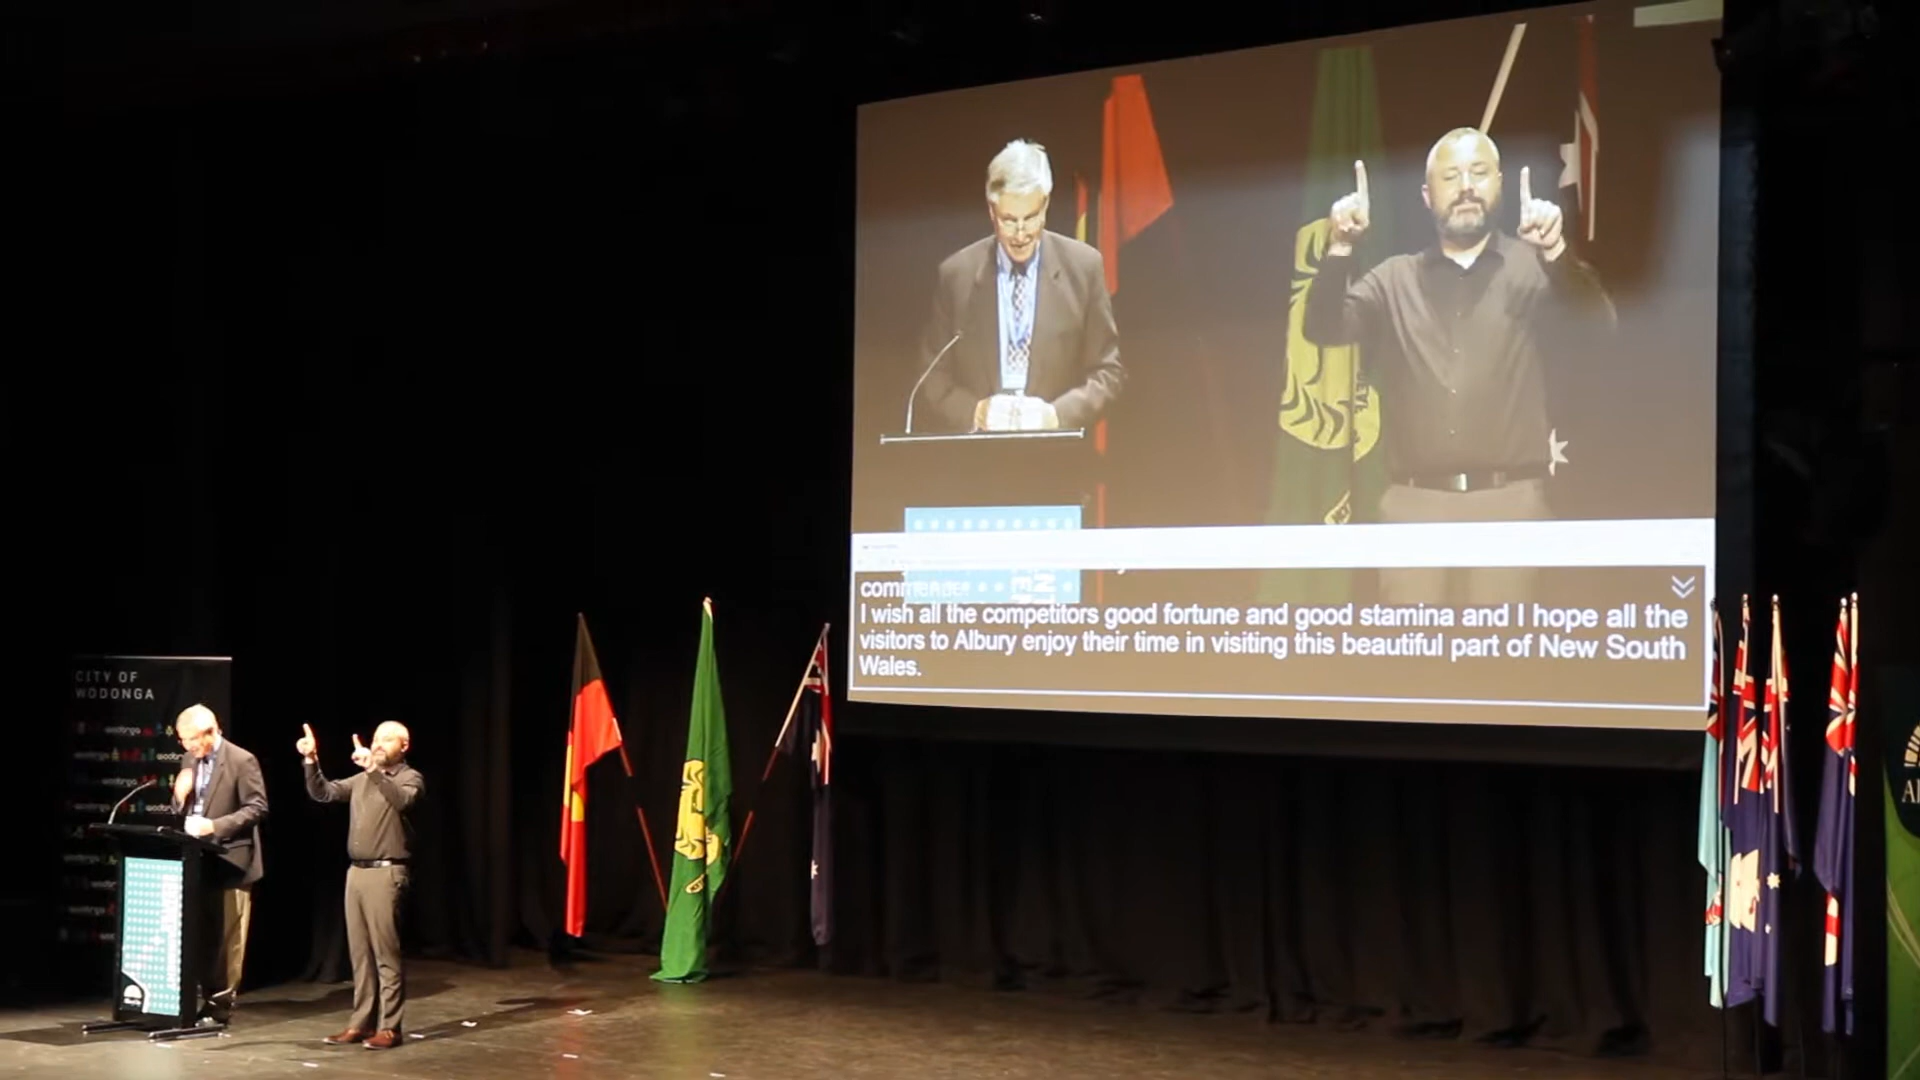 I wish all the competitors good fortune and good stamina and I hope all the
visitors to Albury enjoy their time in visiting this beautiful part of New South
Wales.
CITY OF
WODONGA